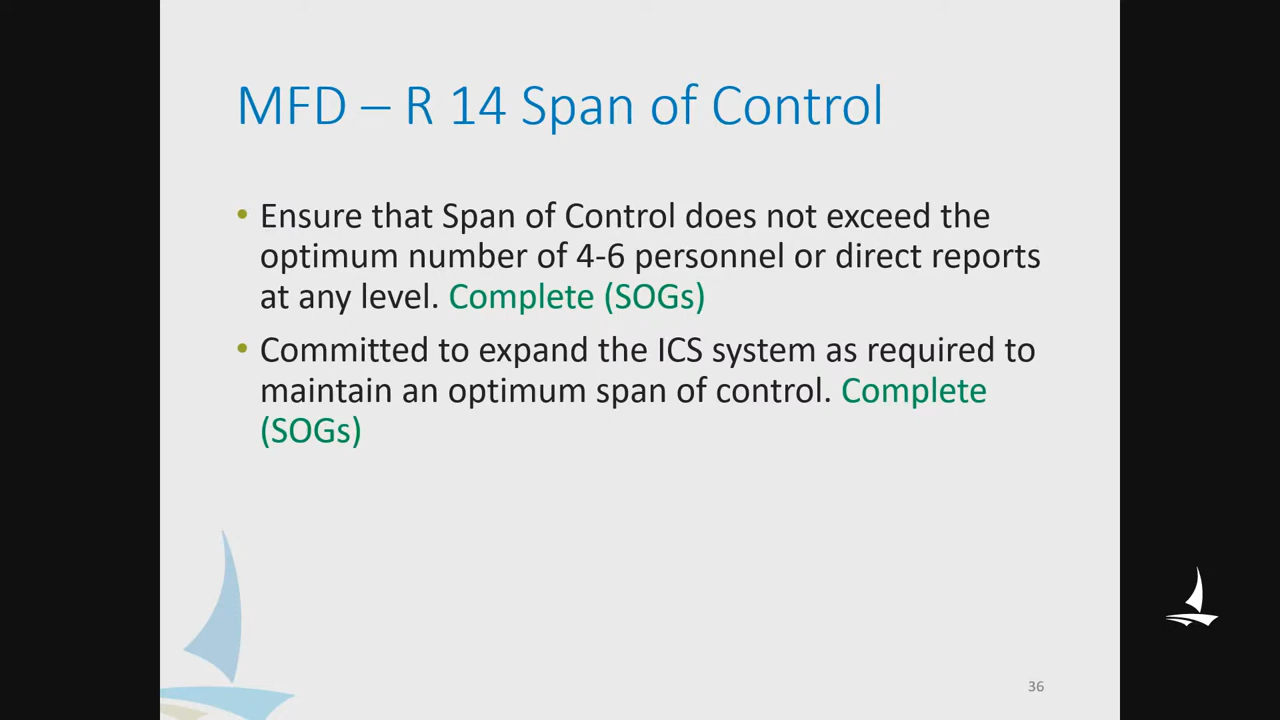 MFD – R 14 Span of Control
• Ensure that Span of Control does not exceed the
optimum number of 4-6 personnel or direct reports
at any level. Complete (SOGs)
• Committed to expand the ICS system as required to
maintain an optimum span of control. Complete
(SOGs)
36